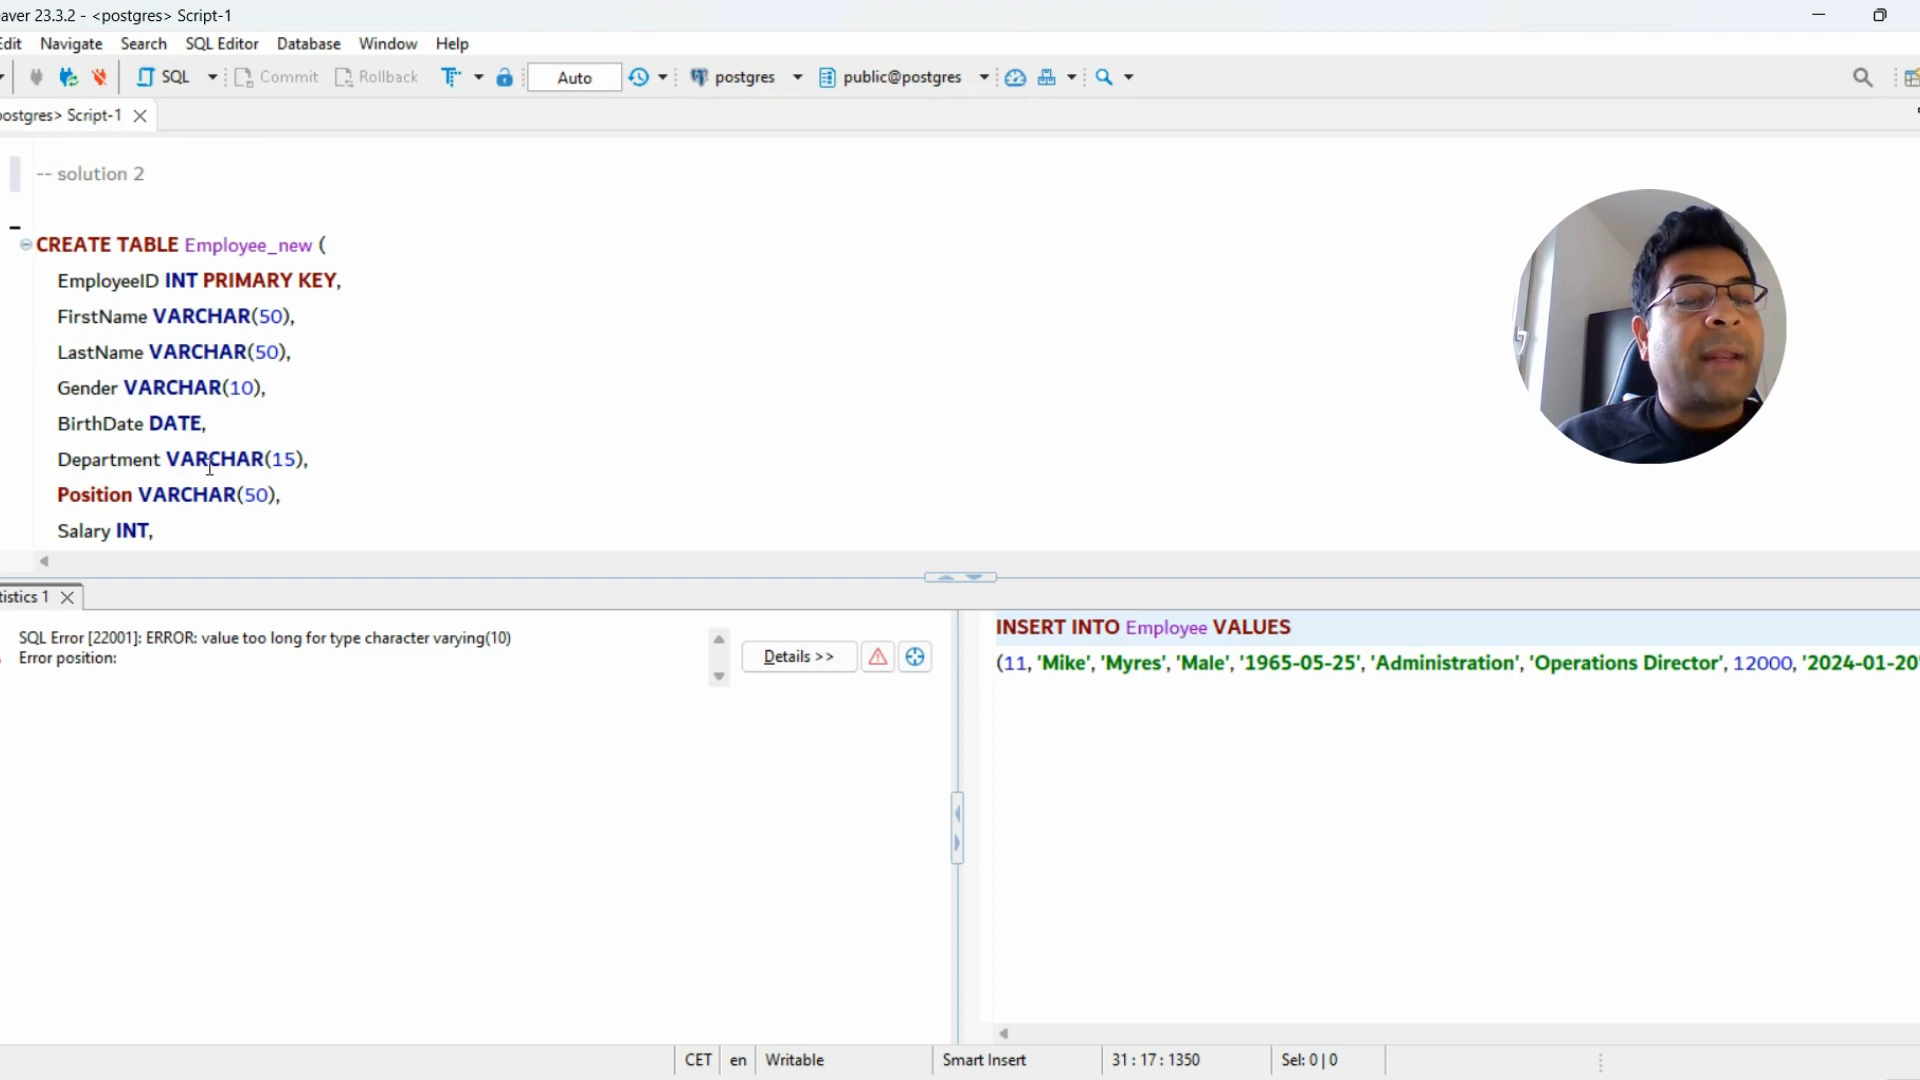 aver 23.3.2 - <postgres> Script-1
Edit Navigate Search SQL Editor Database Window Help
SQL Commit Rollback Auto postgres public@postgres
postgres> Script-1
-- solution 2
CREATE TABLE Employee_new (
EmployeeID INT PRIMARY KEY,
FirstName VARCHAR(50),
LastName VARCHAR(50),
Gender VARCHAR(10),
BirthDate DATE,
Department VARCHAR(15),
Position VARCHAR(50),
Salary INT,
tistics 1
SQL Error [22001]: ERROR: value too long for type character varying(10)
Error position:
Details >>
INSERT INTO Employee VALUES
(11, 'Mike', 'Myres', 'Male', '1965-05-25', 'Administration', 'Operations Director', 12000, '2024-01-20'
CET en Writable Smart Insert 31 : 17 : 1350 Sel: 0 | 0